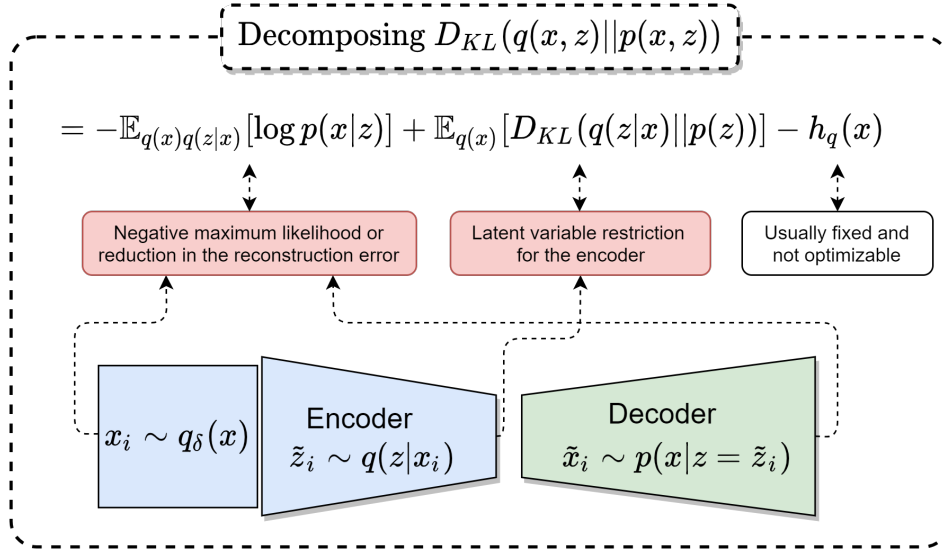 Decomposing $D_{KL}(q(x,z)||p(x,z))$
$= -\mathbb{E}_{q(x)q(z|x)}[\log p(x|z)] + \mathbb{E}_{q(x)}[D_{KL}(q(z|x)||p(z))] - h_q(x)$
Negative maximum likelihood or
reduction in the reconstruction error
Latent variable restriction
for the encoder
Usually fixed and
not optimizable
$x_i \sim q_\delta(x)$
Encoder
$\tilde{z}_i \sim q(z|x_i)$
Decoder
$\tilde{x}_i \sim p(x|z = \tilde{z}_i)$